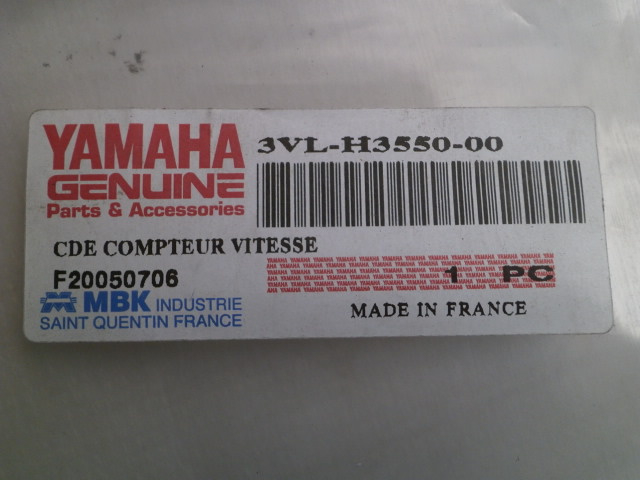 YAMAHA
GENUINE
Parts & Accessories
3VL-H3550-00
CDE COMPTEUR VITESSE
F20050706
1 PC
MBK INDUSTRIE
SAINT QUENTIN FRANCE
MADE IN FRANCE